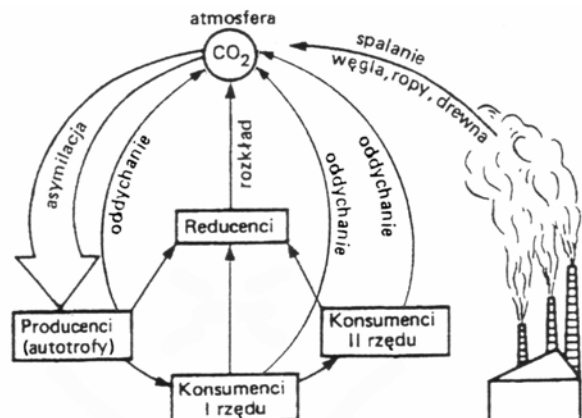 atmosfera
CO₂
spalanie
węgla, ropy, drewna
asymilacja
oddychanie
rozkład
oddychanie
oddychanie
Reducenci
Producenci
(autotrofy)
Konsumenci
II rzędu
Konsumenci
I rzędu